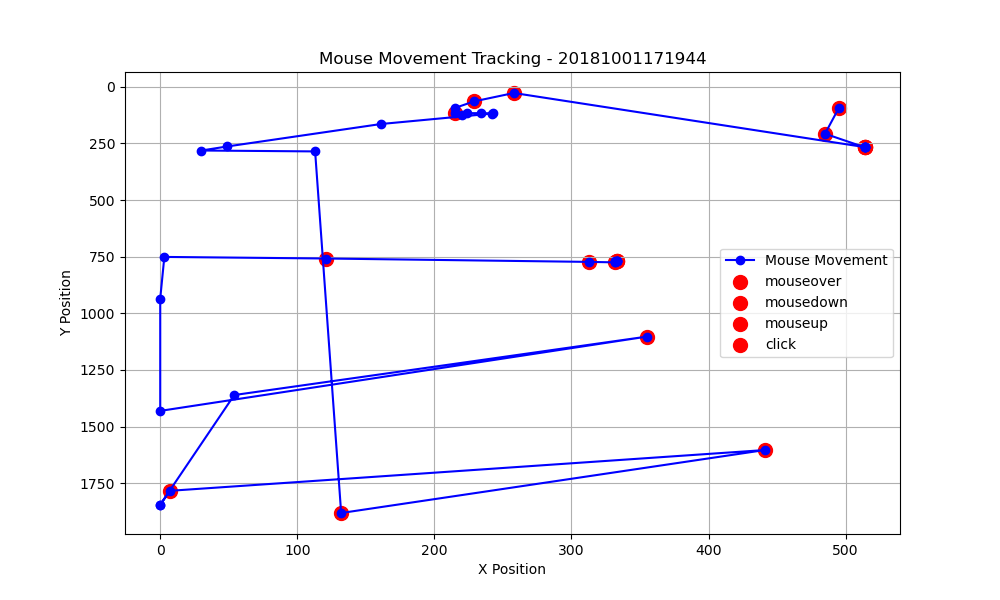 Mouse Movement Tracking - 20181001171944
Y Position
0
250
500
750
1000
1250
1500
1750
Mouse Movement
mouseover
mousedown
mouseup
click
0
100
200
300
400
500
X Position